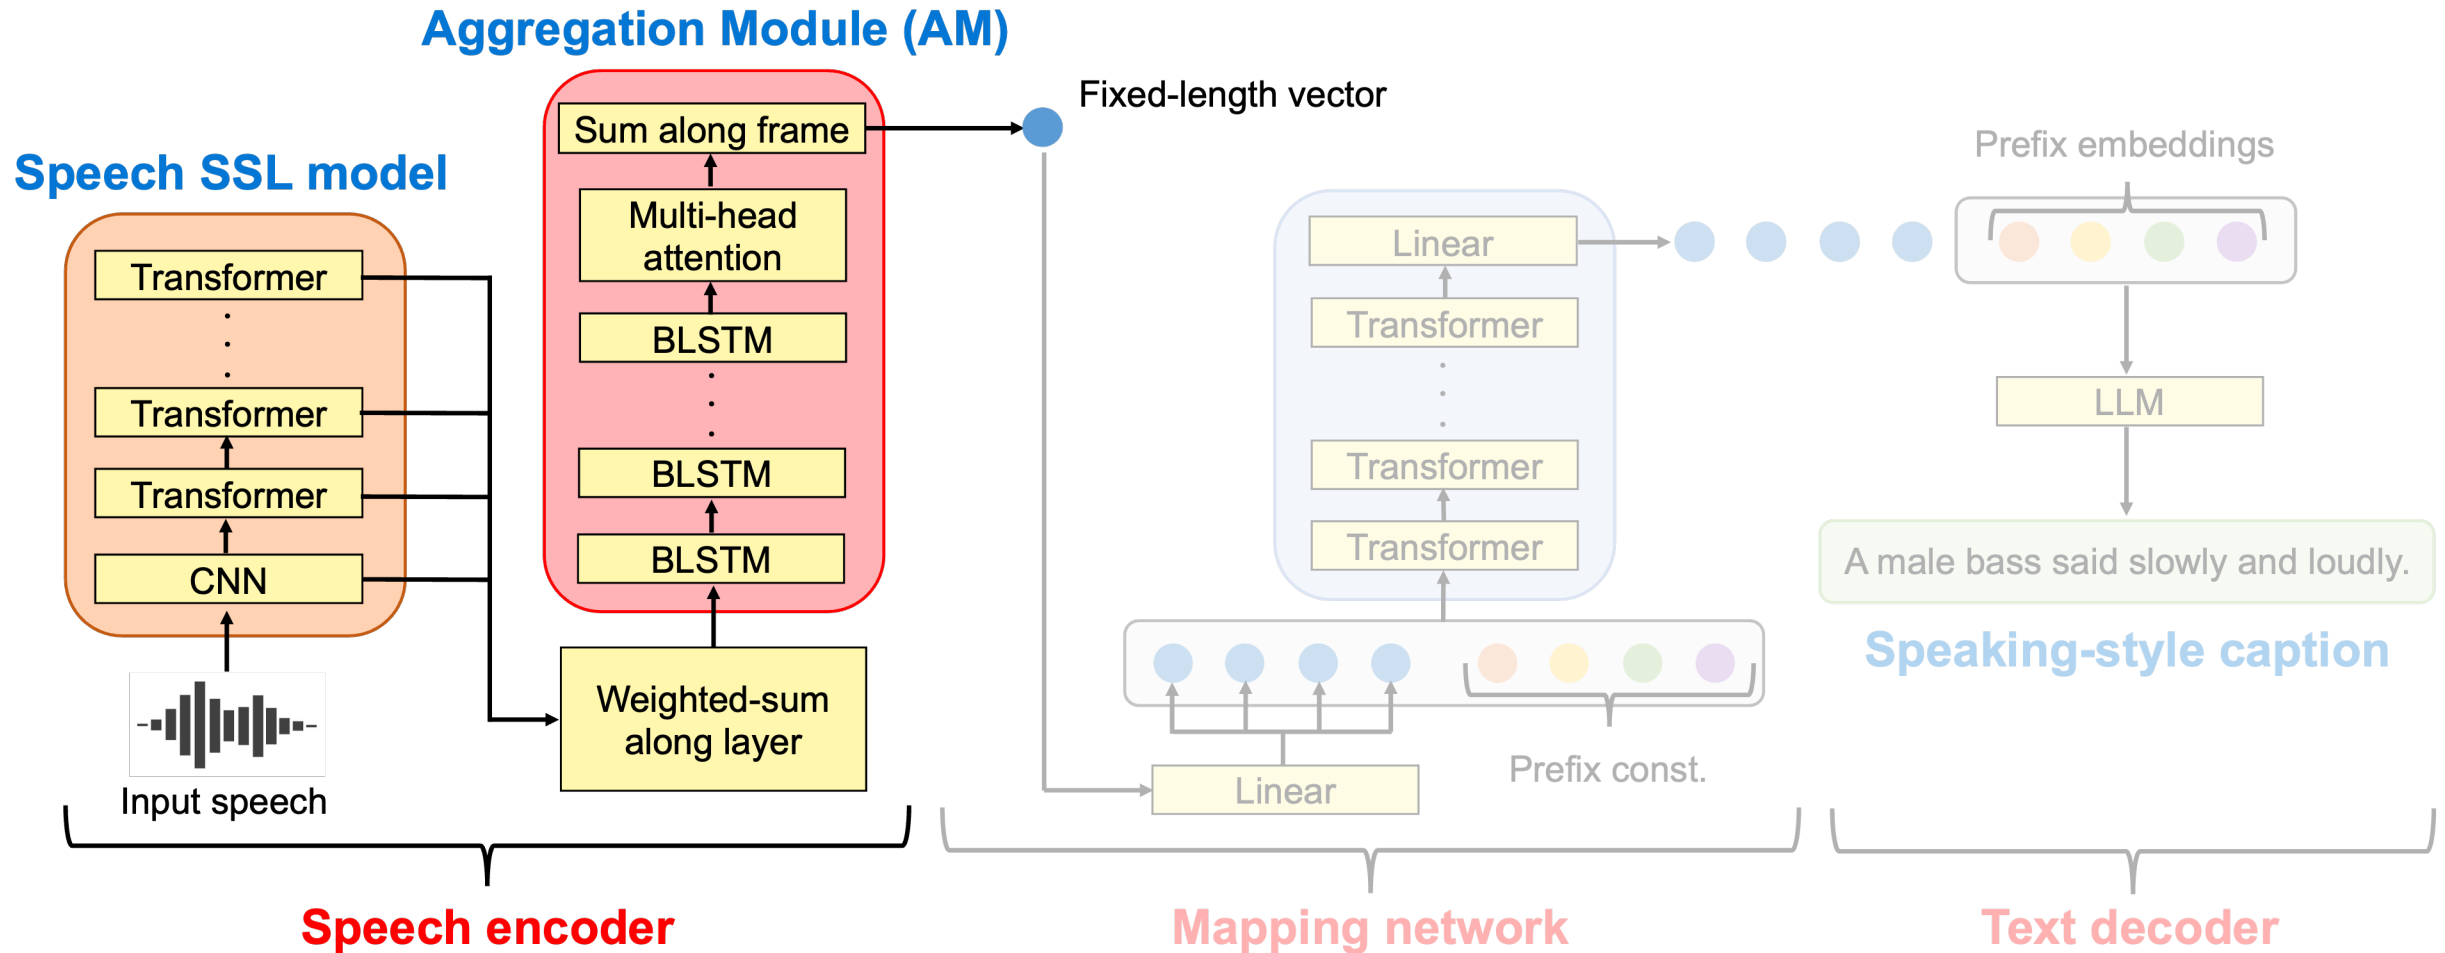 Aggregation Module (AM)
Speech SSL model
Transformer
Transformer
Transformer
CNN
Input speech
Sum along frame
Multi-head
attention
BLSTM
BLSTM
BLSTM
Weighted-sum
along layer
Speech encoder
Fixed-length vector
Linear
Transformer
Transformer
Transformer
Prefix const.
Linear
Mapping network
Prefix embeddings
LLM
A male bass said slowly and loudly.
Speaking-style caption
Text decoder